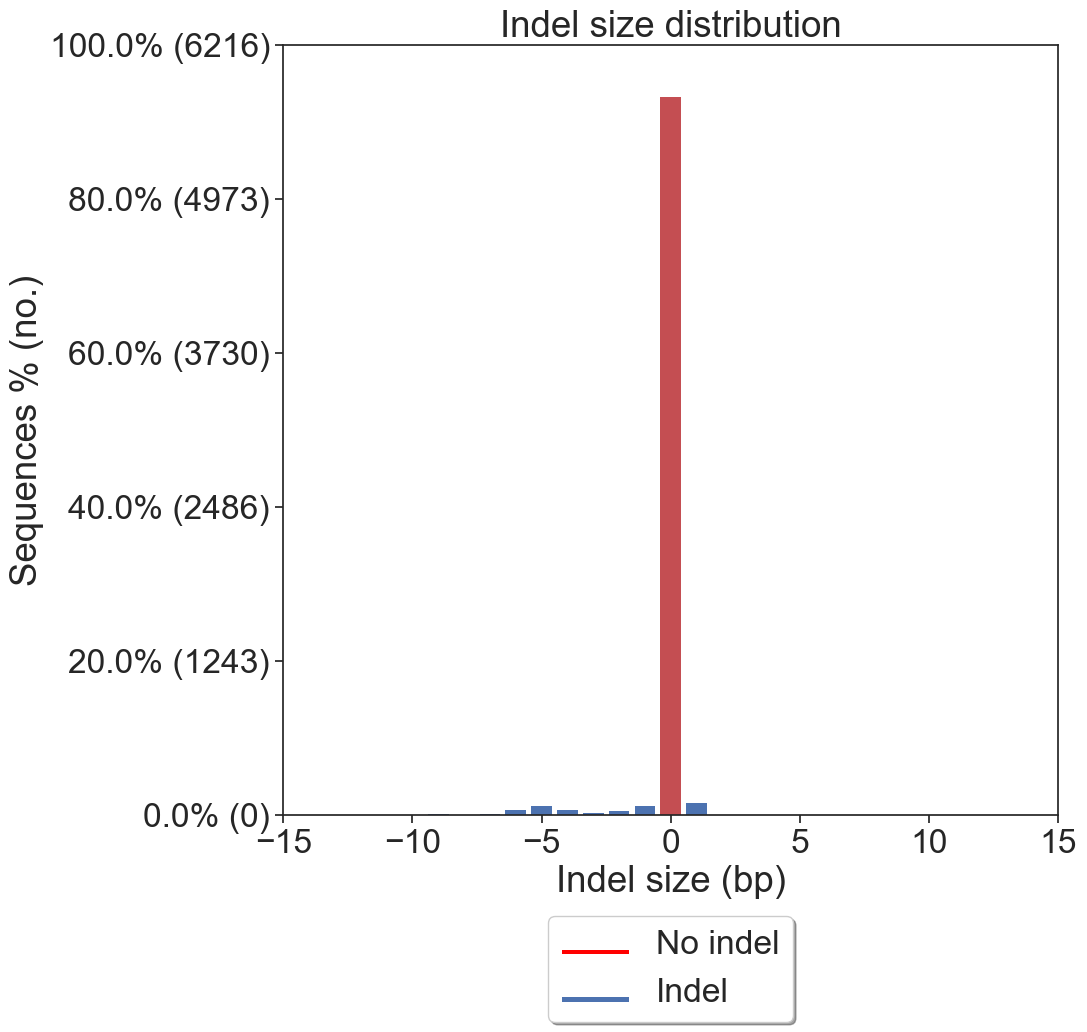 Indel size distribution
100.0% (6216)
80.0% (4973)
60.0% (3730)
40.0% (2486)
20.0% (1243)
0.0% (0)
Sequences % (no.)
−15 −10 −5 0 5 10 15
Indel size (bp)
No indel
Indel